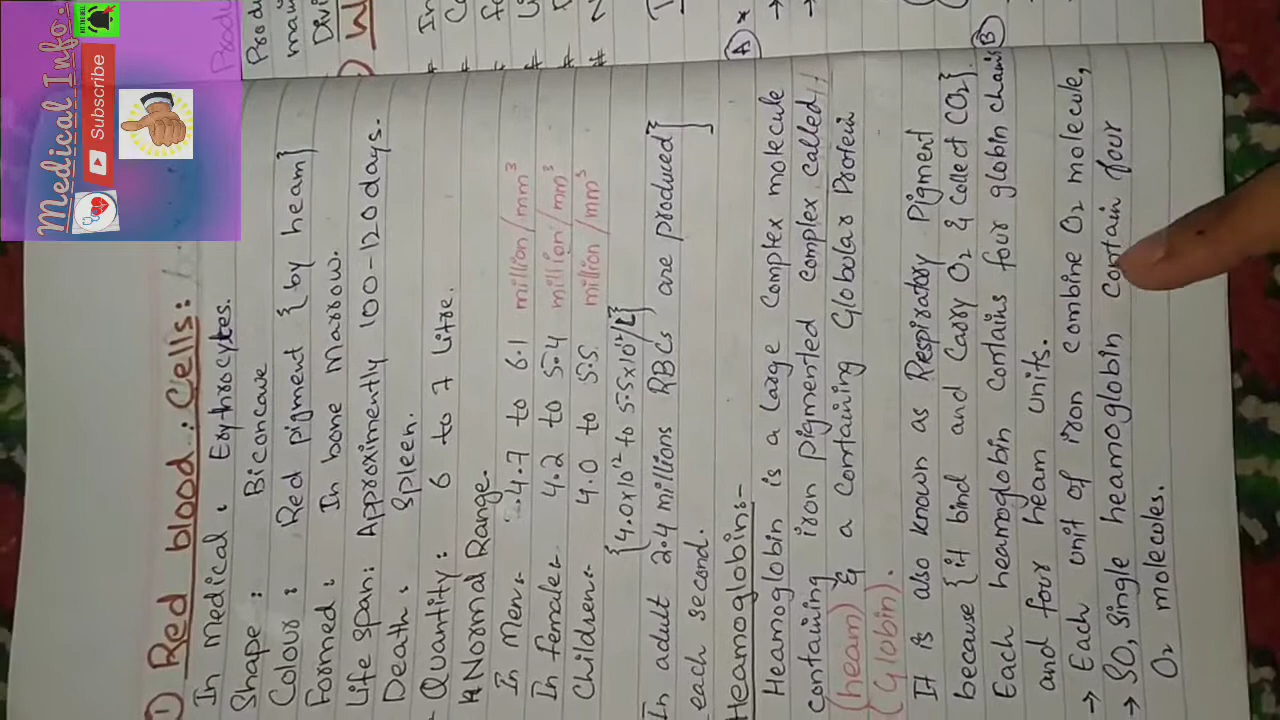 Medical Info.
Subscribe
1) Red blood Cells:
In medical: Erythrocytes.
Shape: Biconcave
Colour: Red pigment {by heam}
Formed: In bone marrow.
Life span: Approximently 100-120 days.
Death: Spleen.
Quantity: 6 to 7 litre.
Normal Range.
In Men 4.7 to 6.1 million/mm³
In female 4.2 to 5.4 million/mm³
Children 4.0 to 5.5 million/mm³
{4.0x10¹² to 5.5x10¹²/L}
In adult 2.4 millions RBCs are produced}
each second.
Heamoglobin:-
Heamoglobin is a large Complex molecule
containing iron pigmented complex called
(heam) & a Containing Globular Protein
(Globin).
It is also known as Respiratory Pigment
because {it bind and Carry O₂ & Collect CO₂}.
Each heamoglobin Contains four globin chains
and four heam units.
→ Each unit of iron combine O₂ molecule,
→ SO, Single heamoglobin contain four
O₂ molecules.
Produ
man
Divi
A) *
B)